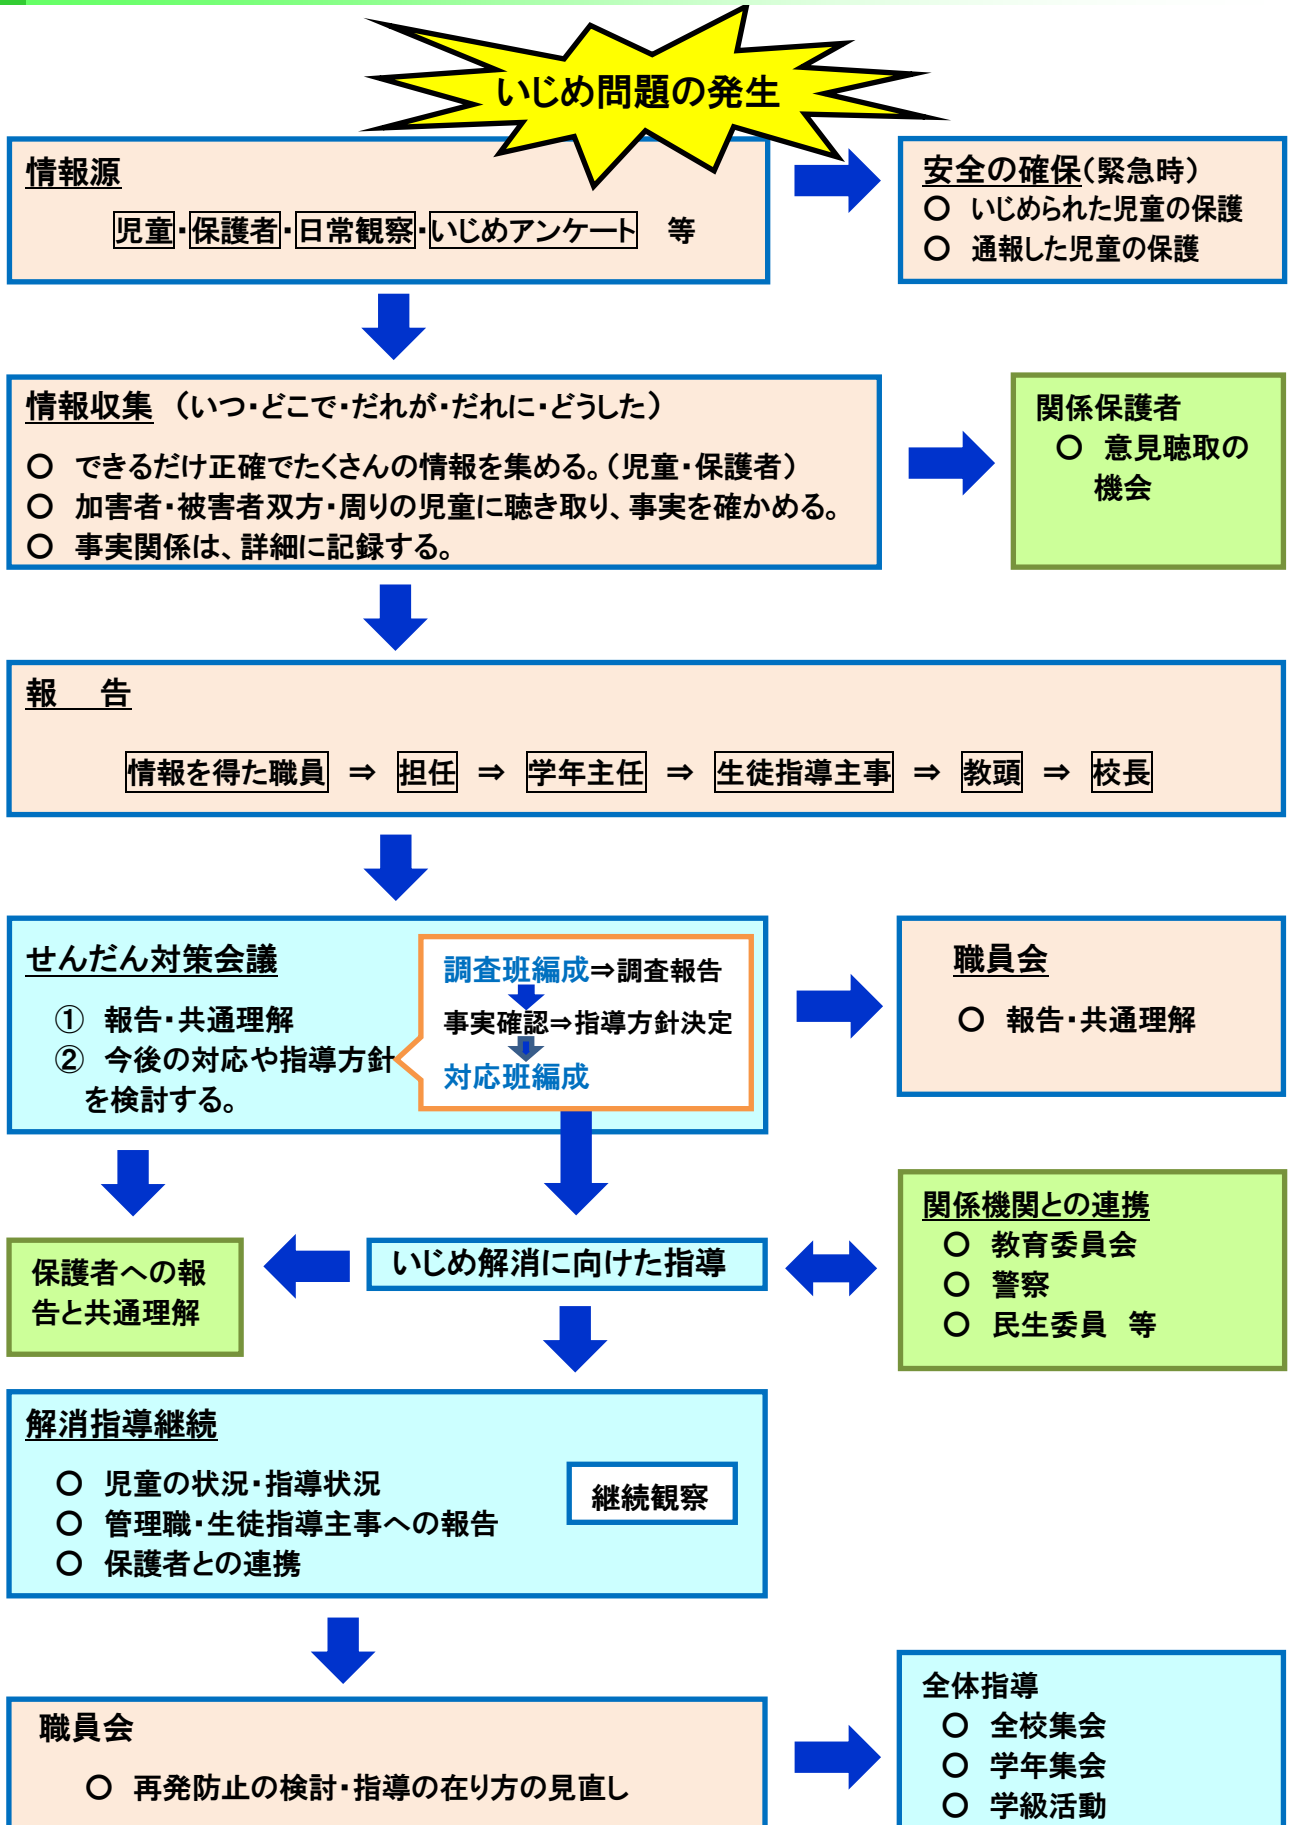 いじめ問題の発生
情報源
児童・保護者・日常観察・いじめアンケート　等
安全の確保（緊急時）
○　いじめられた児童の保護
○　通報した児童の保護
情報収集　（いつ・どこで・だれが・だれに・どうした）
○　できるだけ正確でたくさんの情報を集める。（児童・保護者）
○　加害者・被害者双方・周りの児童に聴き取り、事実を確かめる。
○　事実関係は、詳細に記録する。
関係保護者
○　意見聴取の
機会
報　告
情報を得た職員　⇒　担任　⇒　学年主任　⇒　生徒指導主事　⇒　教頭　⇒　校長
せんだん対策会議
①　報告・共通理解
②　今後の対応や指導方針
を検討する。
調査班編成⇒調査報告
事実確認⇒指導方針決定
対応班編成
職員会
○　報告・共通理解
保護者への報
告と共通理解
いじめ解消に向けた指導
関係機関との連携
○　教育委員会
○　警察
○　民生委員　等
解消指導継続
○　児童の状況・指導状況
○　管理職・生徒指導主事への報告
○　保護者との連携
継続観察
職員会
○　再発防止の検討・指導の在り方の見直し
全体指導
○　全校集会
○　学年集会
○　学級活動